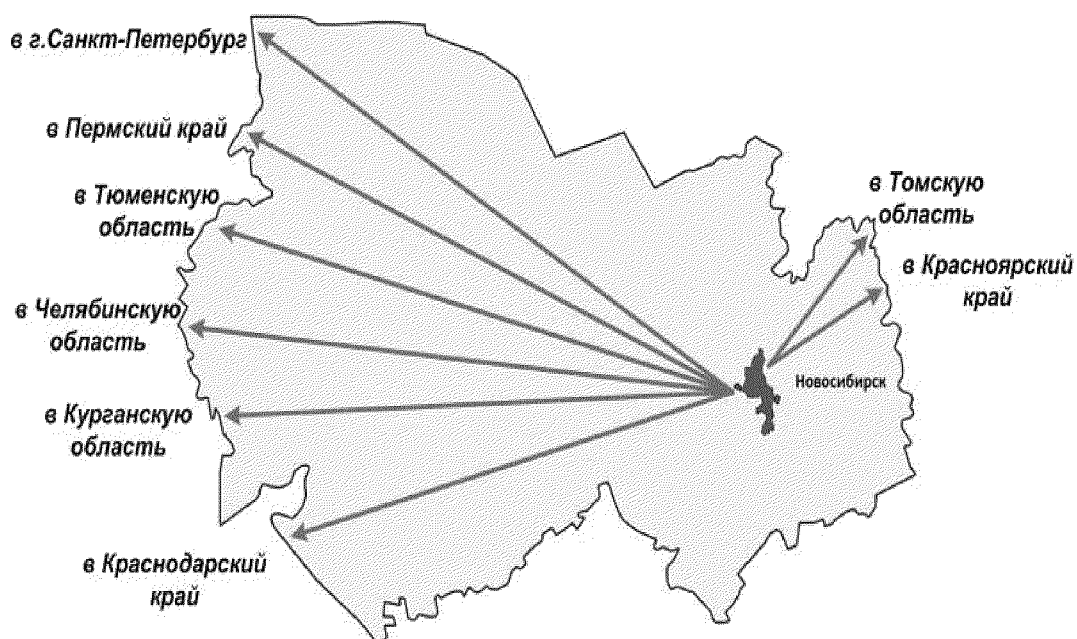 в г.Санкт-Петербург
в Пермский край
в Тюменскую
область
в Челябинскую
область
в Курганскую
область
в Краснодарский
край
в Томскую
область
в Красноярский
край
Новосибирск